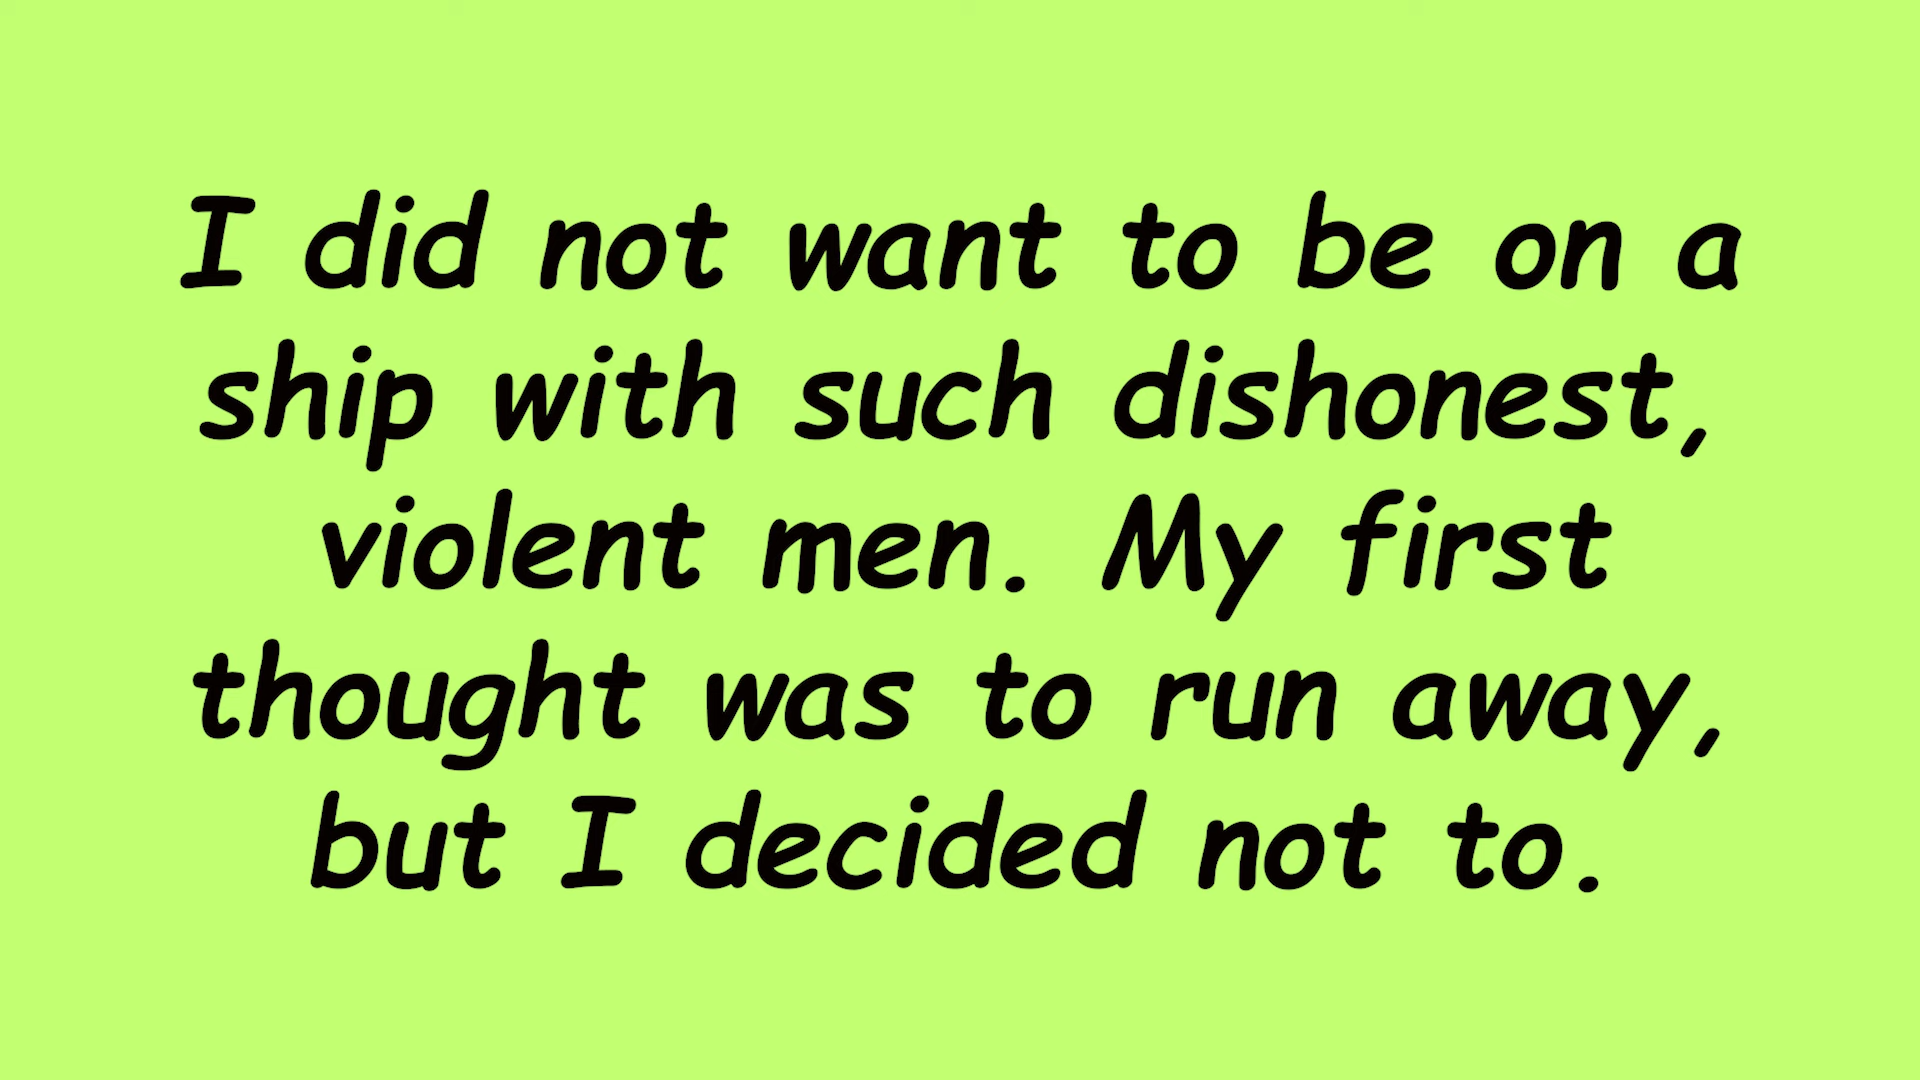 I did not want to be on a
ship with such dishonest,
violent men. My first
thought was to run away,
but I decided not to.